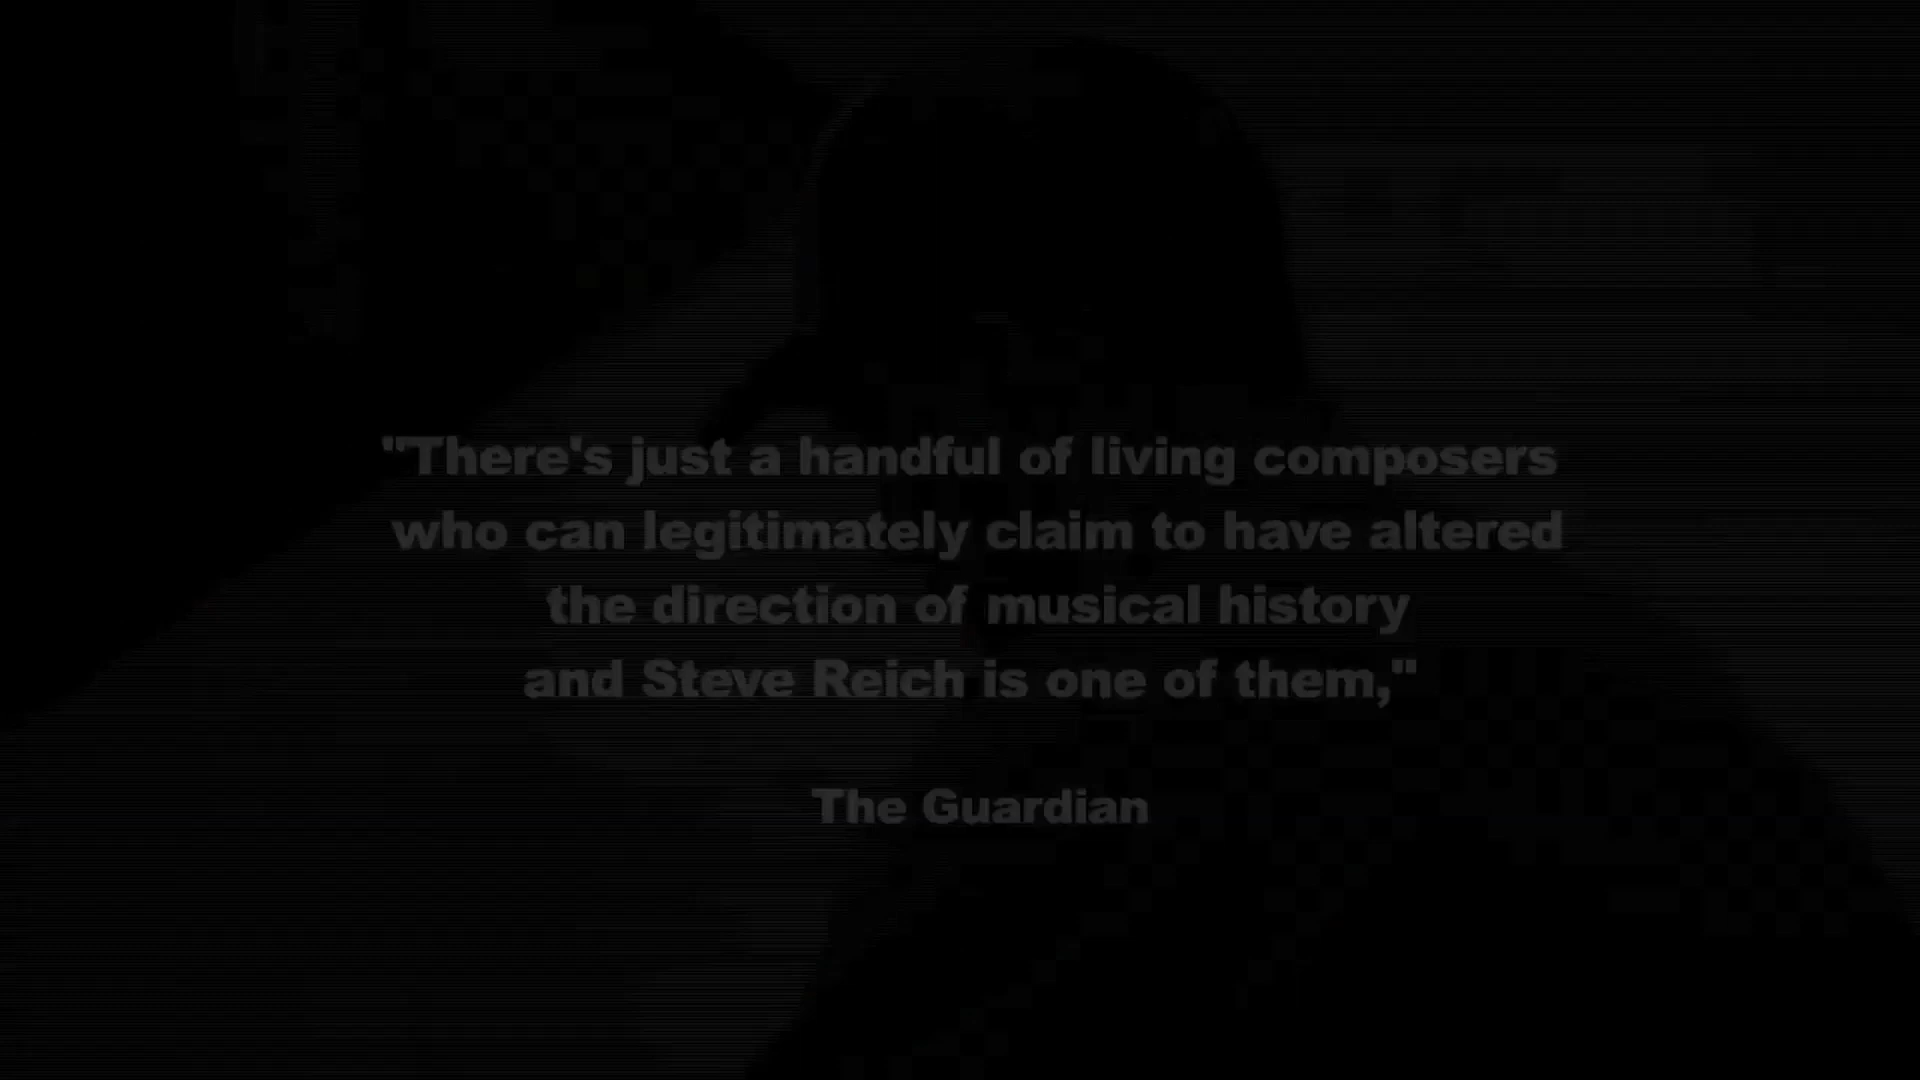 "There's just a handful of living composers
who can legitimately claim to have altered
the direction of musical history
and Steve Reich is one of them,"
The Guardian